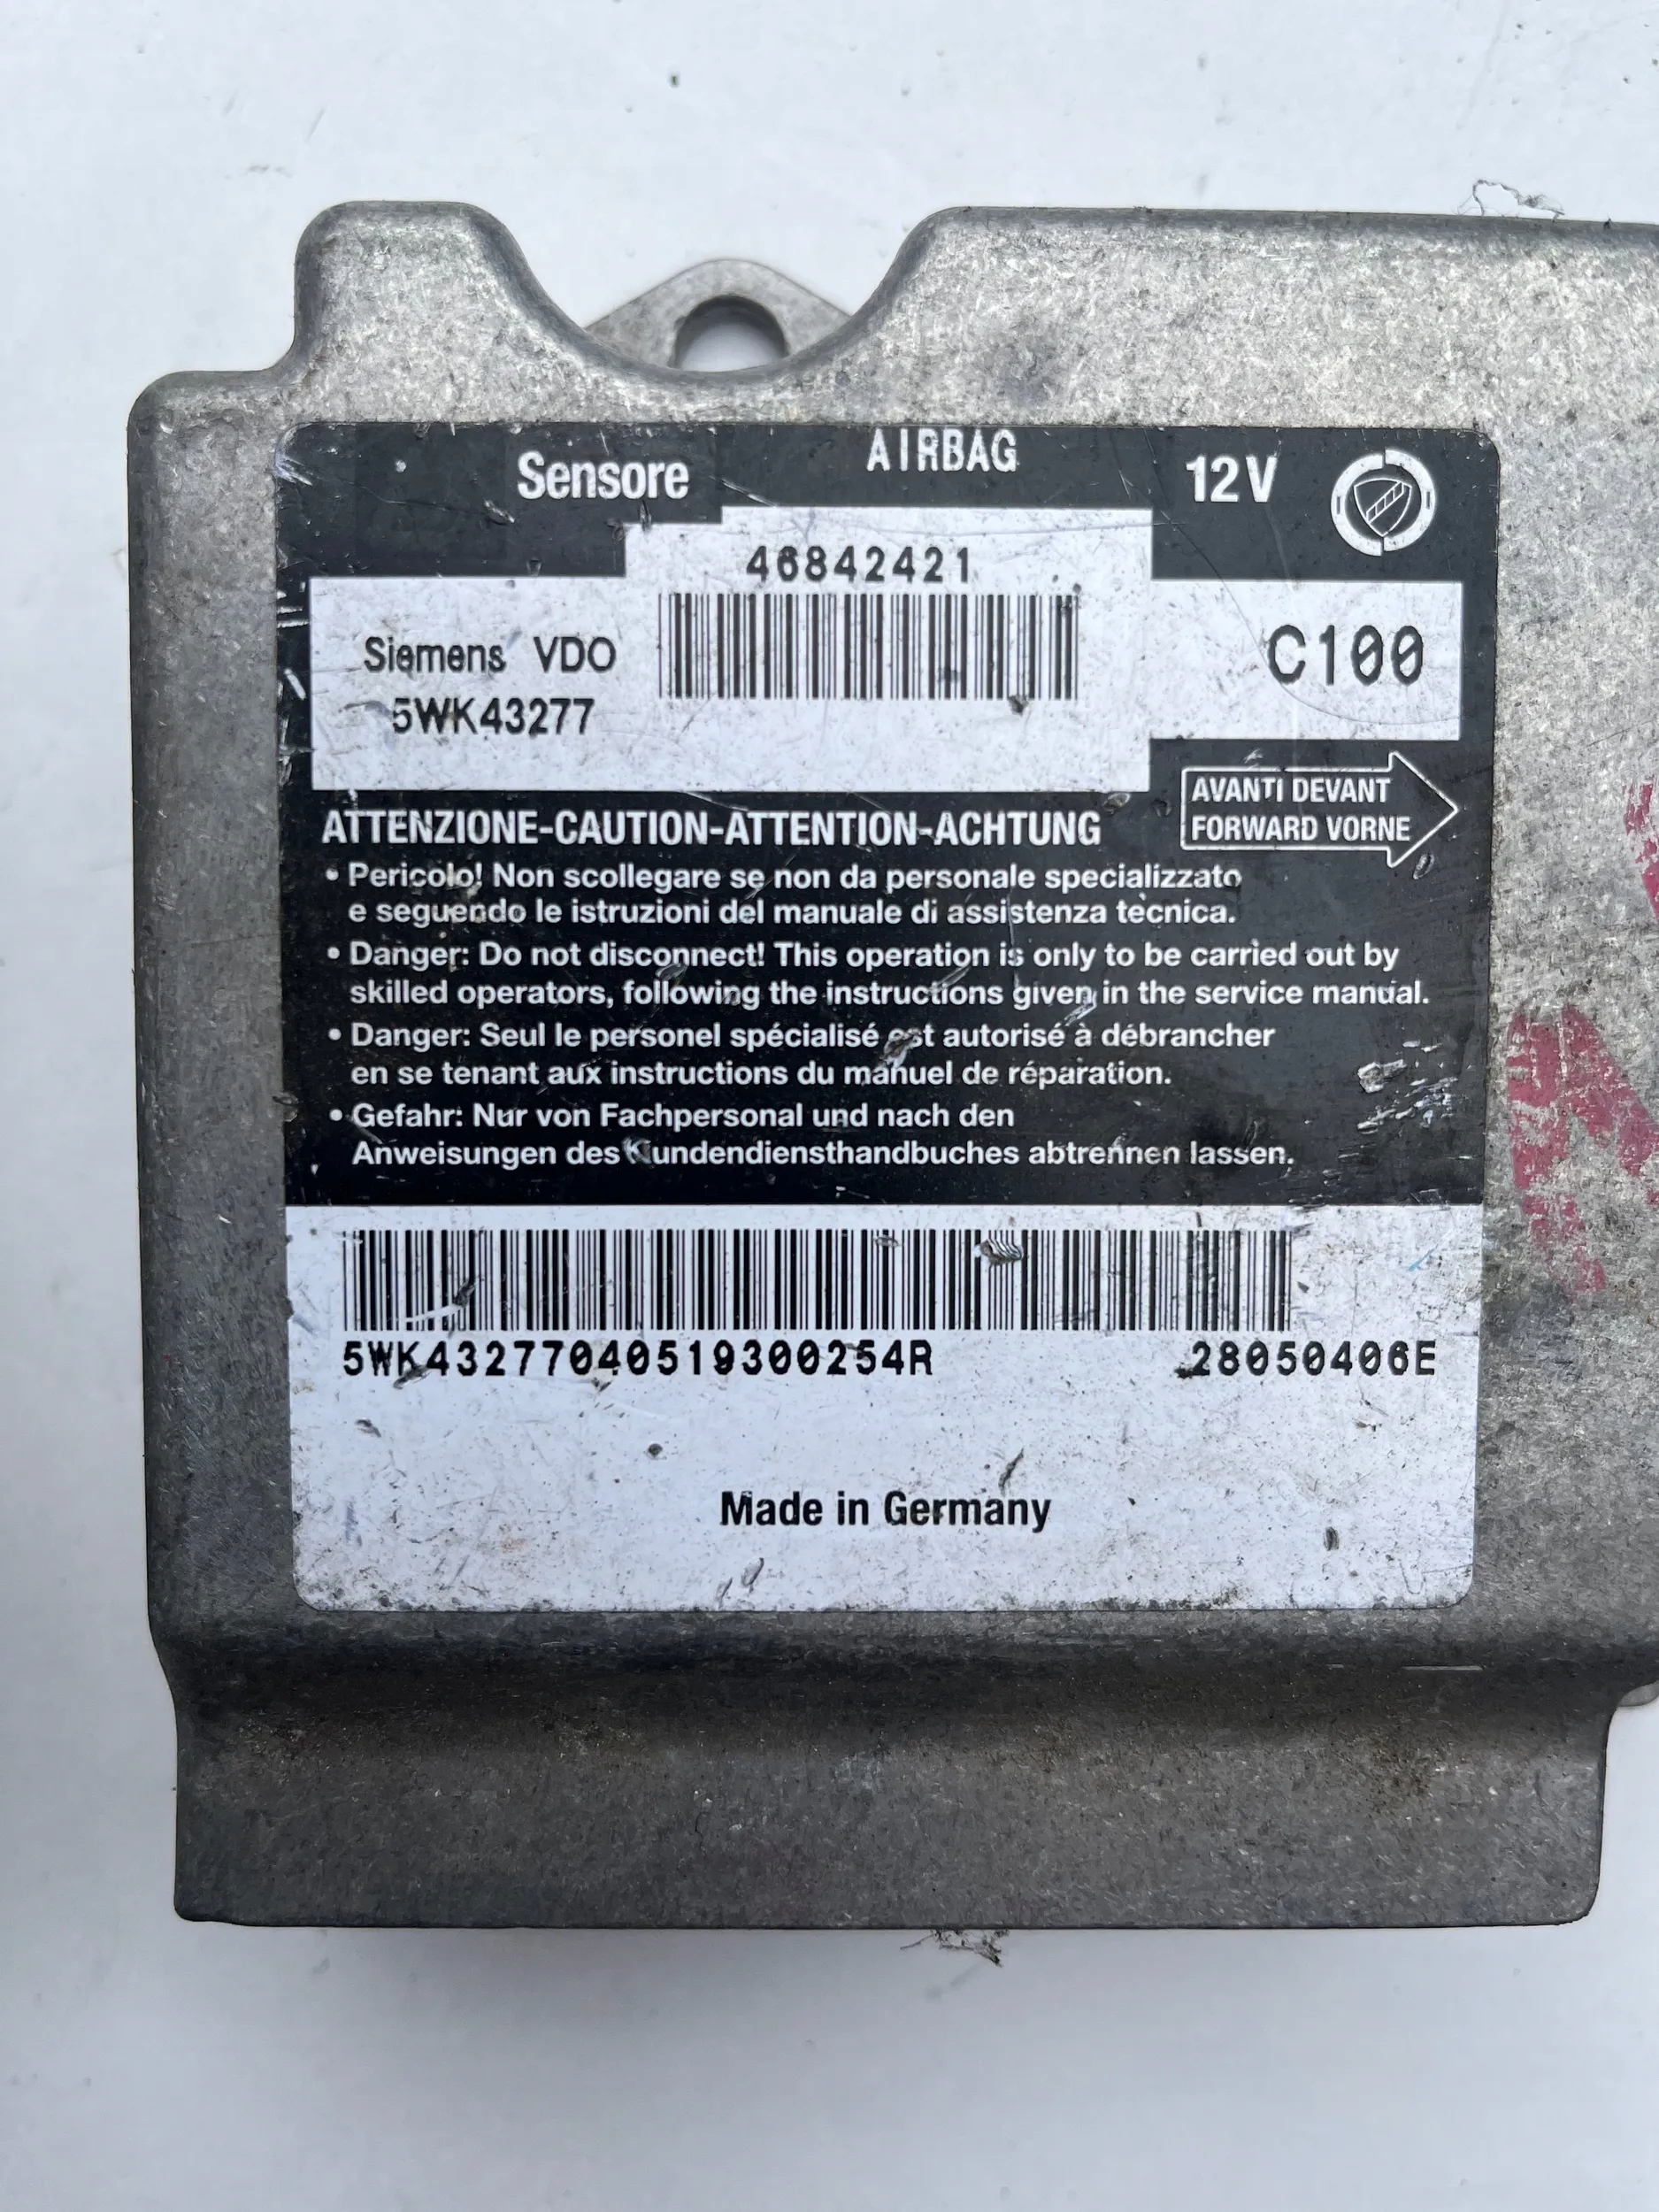 Sensore AIRBAG 12V
46842421
Siemens VDO
5WK43277
C100
AVANTI DEVANT
FORWARD VORNE
ATTENZIONE-CAUTION-ATTENTION-ACHTUNG
• Pericolo! Non scollegare se non da personale specializzato
e seguendo le istruzioni del manuale di assistenza tecnica.
• Danger: Do not disconnect! This operation is only to be carried out by
skilled operators, following the instructions given in the service manual.
• Danger: Seul le personel spécialisé est autorisé à débrancher
en se tenant aux instructions du manuel de réparation.
• Gefahr: Nur von Fachpersonal und nach den
Anweisungen des Kundendiensthandbuches abtrennen lassen.
5WK43277040519300254R 28050406E
Made in Germany